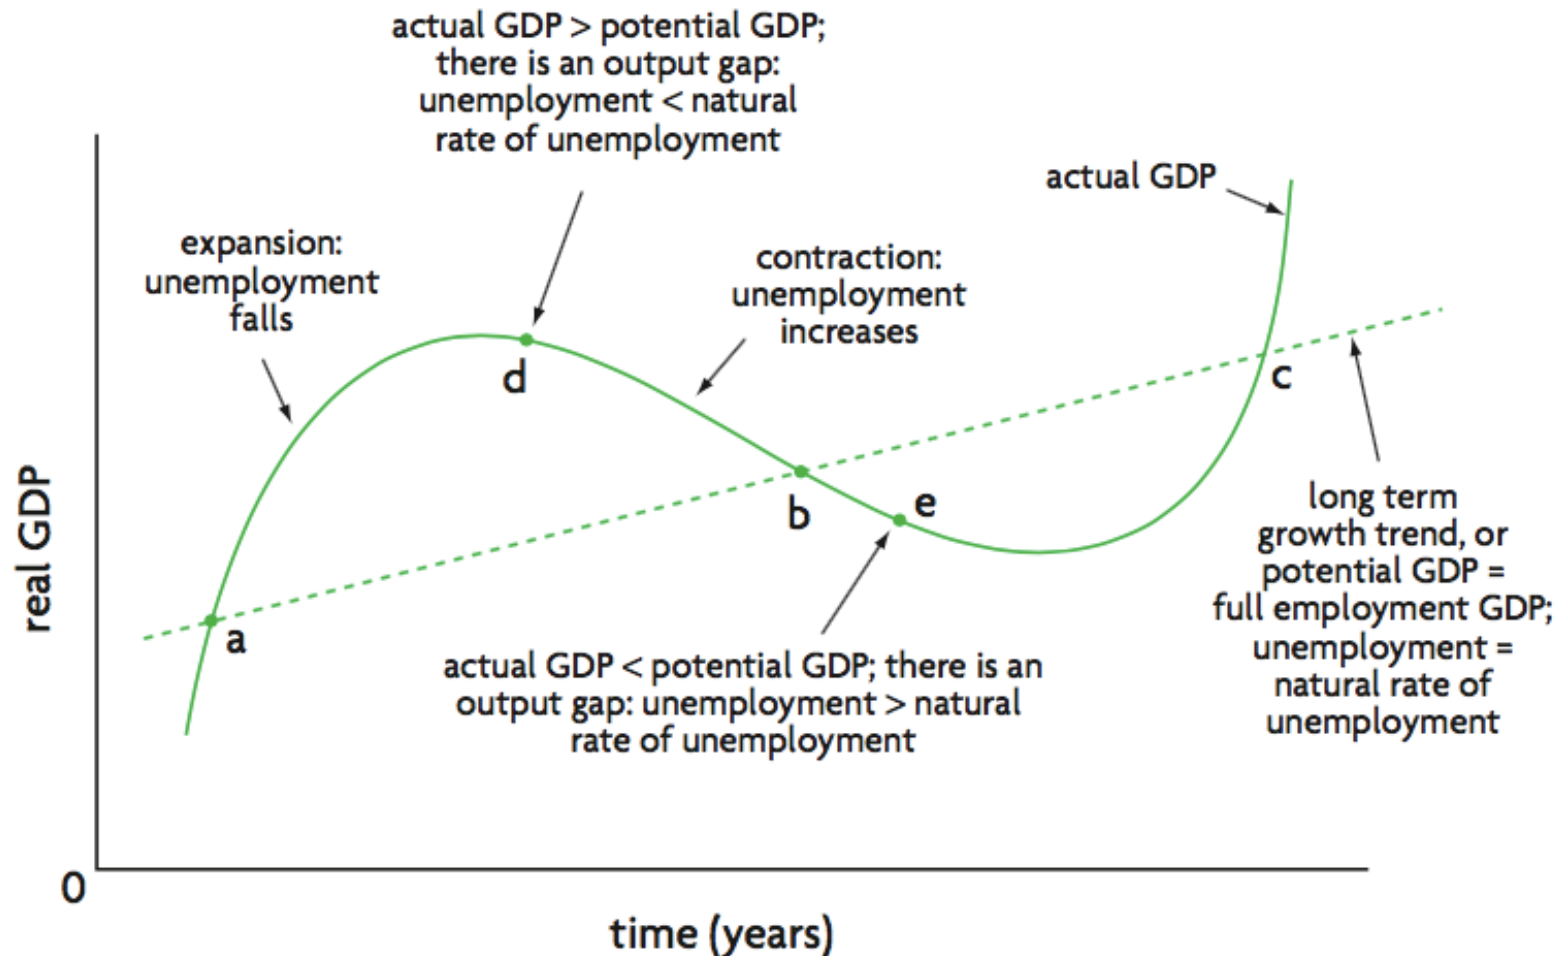 actual GDP > potential GDP;
there is an output gap:
unemployment < natural
rate of unemployment
actual GDP
expansion:
unemployment
falls
contraction:
unemployment
increases
d
c
real GDP
b
e
a
long term
growth trend, or
potential GDP =
full employment GDP;
unemployment =
natural rate of
unemployment
actual GDP < potential GDP; there is an
output gap: unemployment > natural
rate of unemployment
0
time (years)